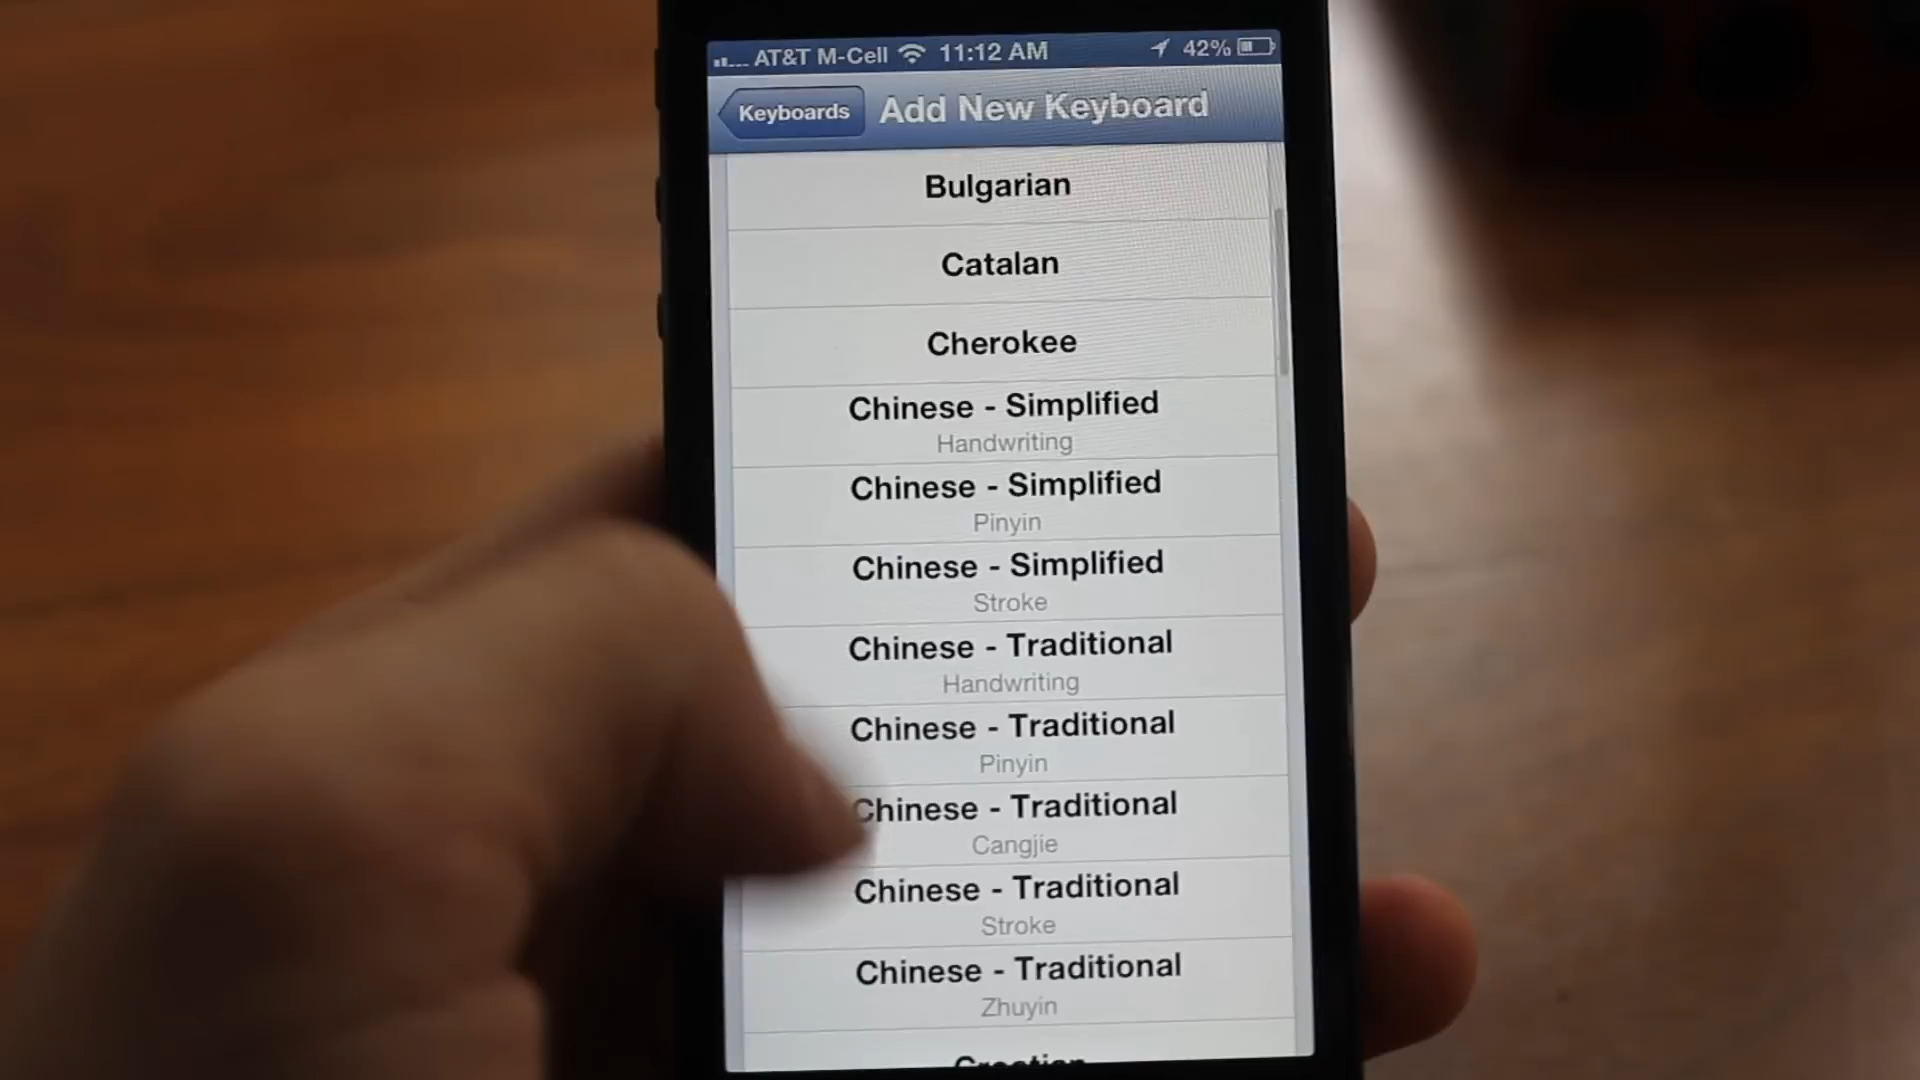 AT&T M-Cell 11:12 AM 42%
Keyboards Add New Keyboard
Bulgarian
Catalan
Cherokee
Chinese - Simplified
Handwriting
Chinese - Simplified
Pinyin
Chinese - Simplified
Stroke
Chinese - Traditional
Handwriting
Chinese - Traditional
Pinyin
Chinese - Traditional
Cangjie
Chinese - Traditional
Stroke
Chinese - Traditional
Zhuyin
Croatian